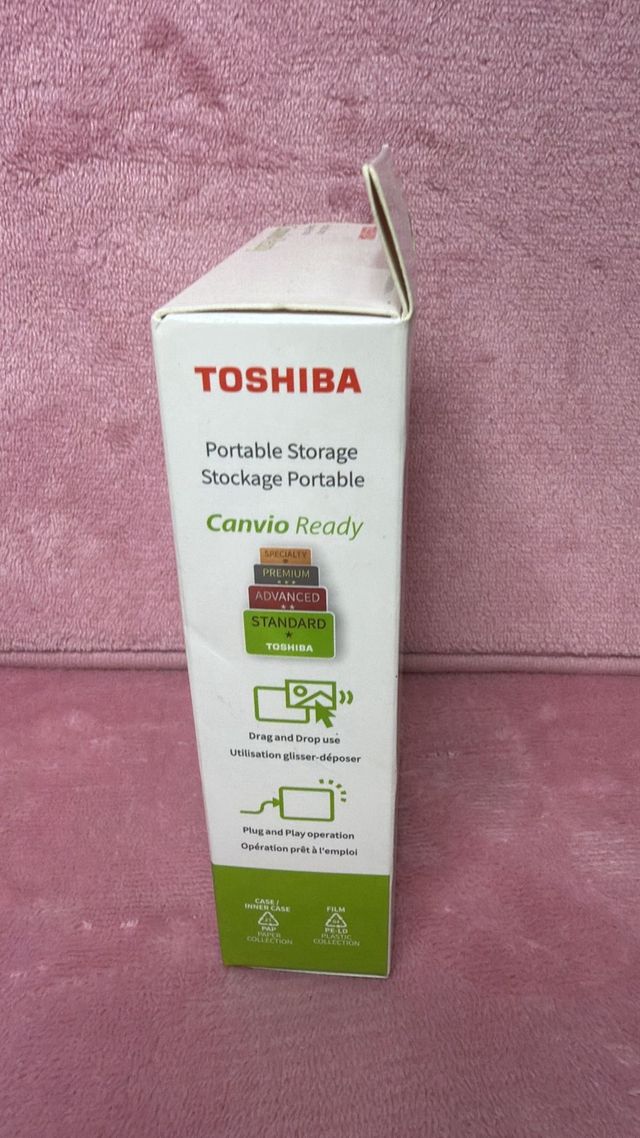 TOSHIBA
Portable Storage
Stockage Portable
Canvio Ready
SPECIALTY
PREMIUM
ADVANCED
STANDARD
TOSHIBA
Drag and Drop use
Utilisation glisser-déposer
Plug and Play operation
Opération prêt à l'emploi
CASE /
INNER CASE
PAP
PAPER
COLLECTION
FILM
PE-LD
PLASTIC
COLLECTION